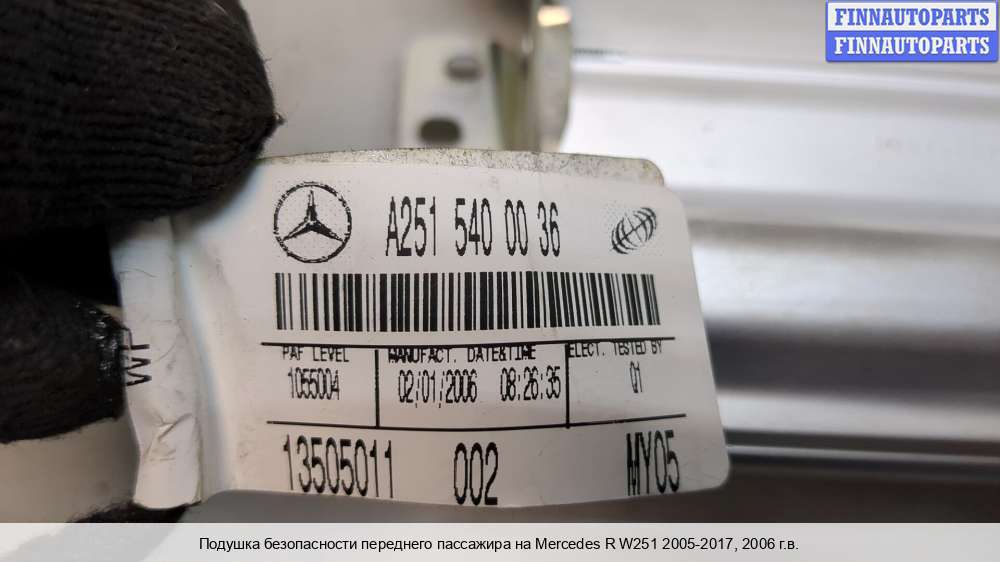 FINNAUTOPARTS
FINNAUTOPARTS
A251 540 00 36
PAF LEVEL MANUFACT. DATE&TIME ELECT. TESTED BY
1055004 02;01;2006 08:26:35 01
13505011 002 MY05
Подушка безопасности переднего пассажира на Mercedes R W251 2005-2017, 2006 г.в.